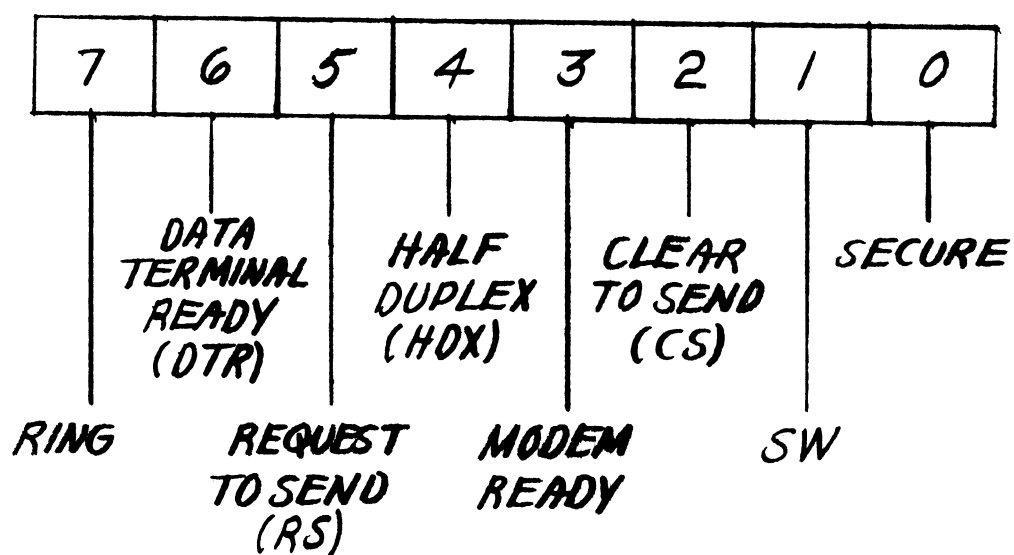 7 6 5 4 3 2 1 0
DATA
TERMINAL
READY
(DTR)
HALF
DUPLEX
(HDX)
CLEAR
TO SEND
(CS)
SECURE
RING
REQUEST
TO SEND
(RS)
MODEM
READY
SW